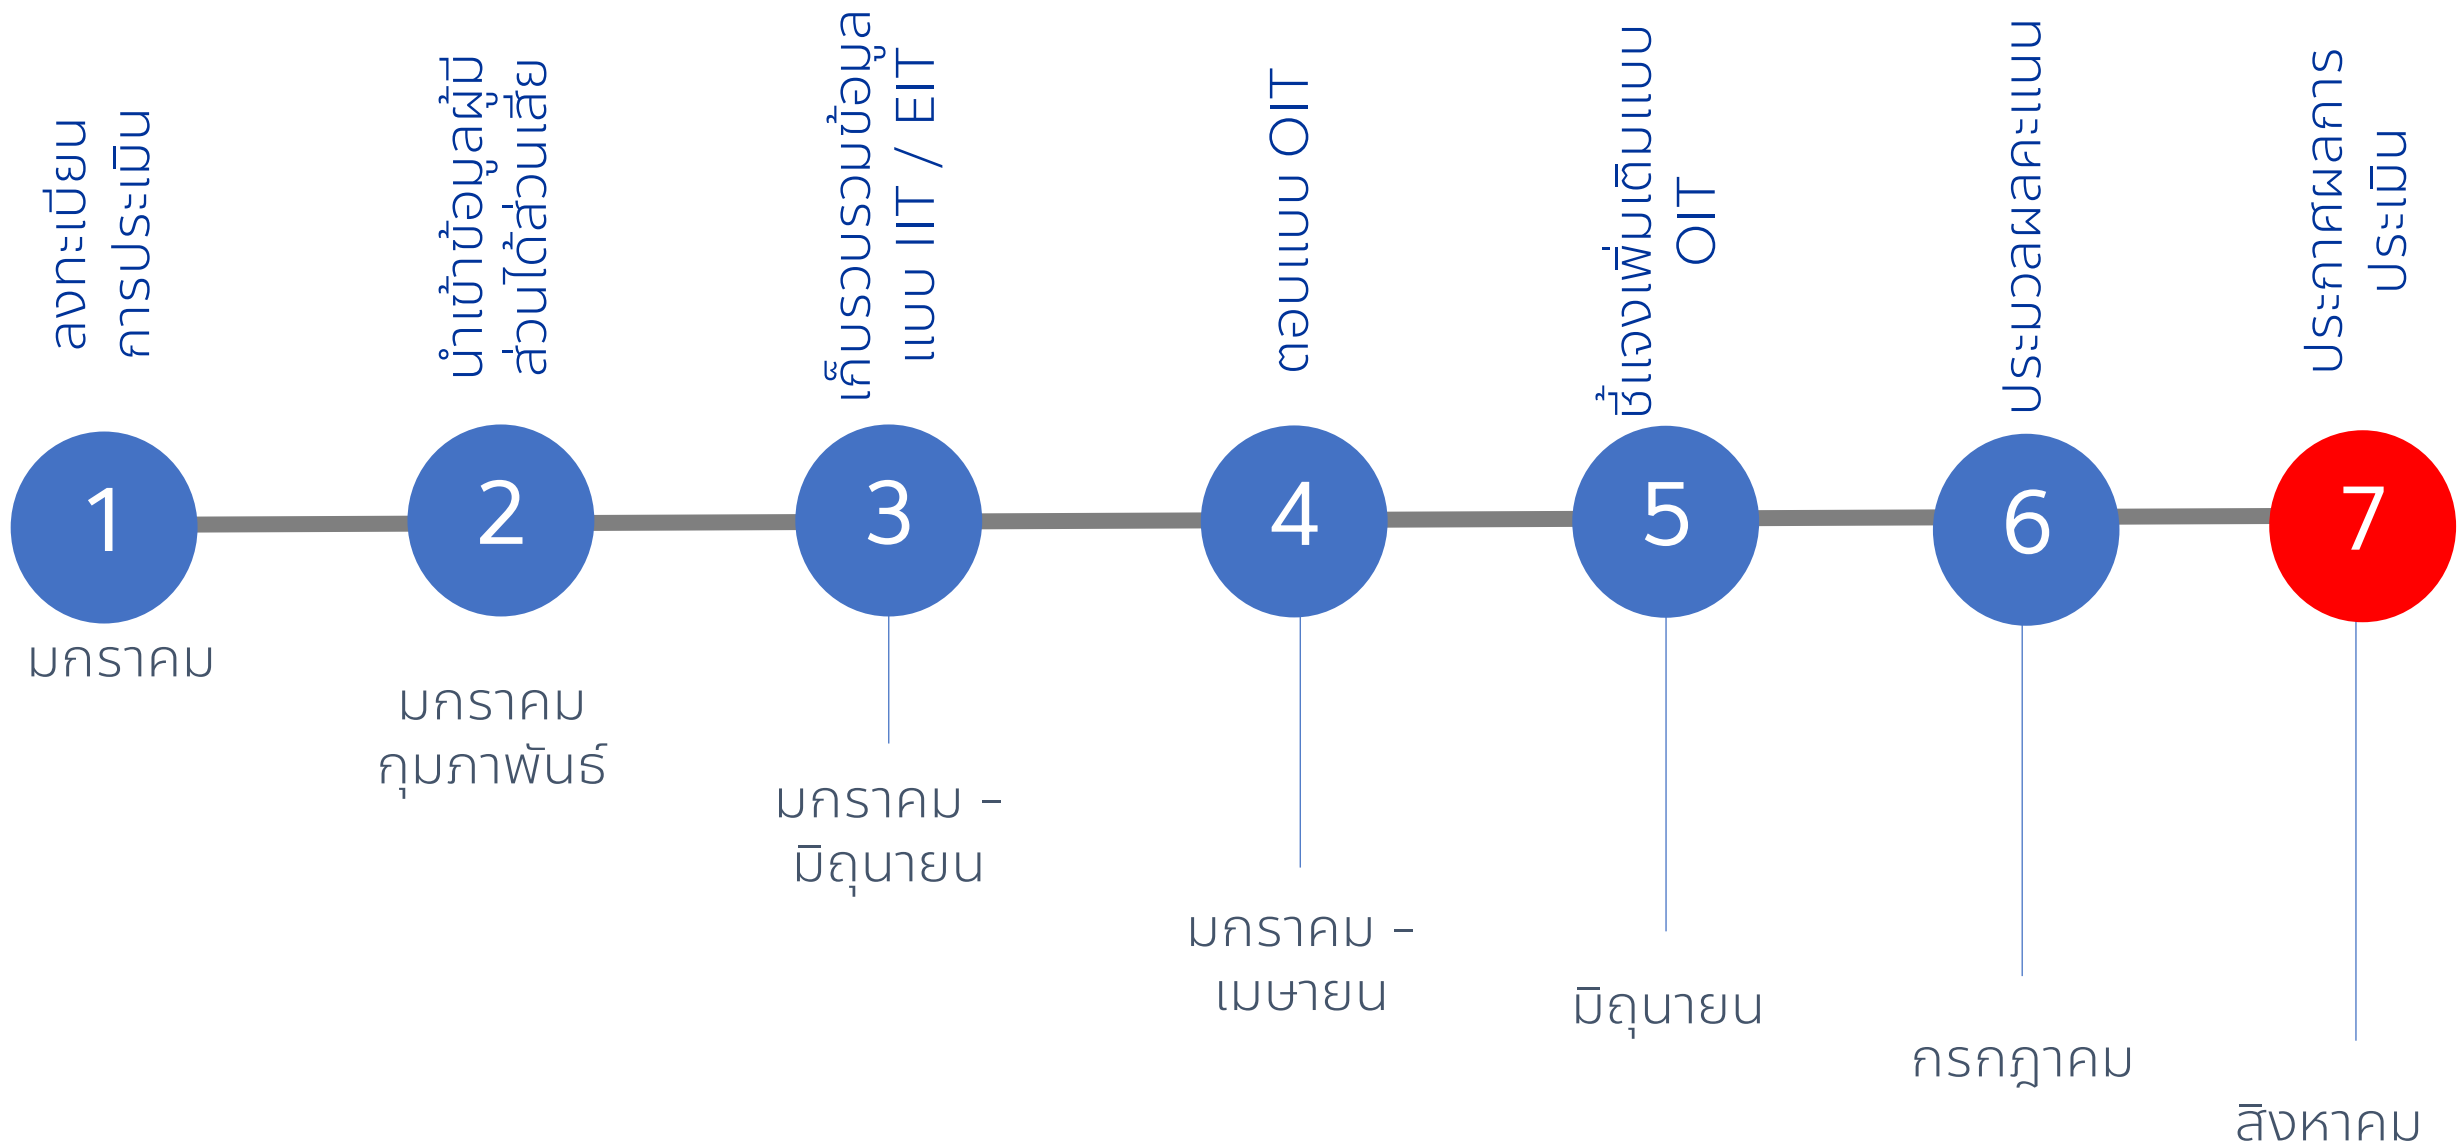 ลงทะเบียน
การประเมิน
นำเข้าข้อมูลผู้มี
ส่วนได้ส่วนเสีย
เก็บรวบรวมข้อมูล
แบบ IIT / EIT
ตอบแบบ OIT
ชี้แจงเพิ่มเติมแบบ
OIT
ประมวลผลคะแนน
ประกาศผลการ
ประเมิน
1
2
3
4
5
6
7
มกราคม
มกราคม
กุมภาพันธ์
มกราคม -
มิถุนายน
มกราคม -
เมษายน
มิถุนายน
กรกฎาคม
สิงหาคม